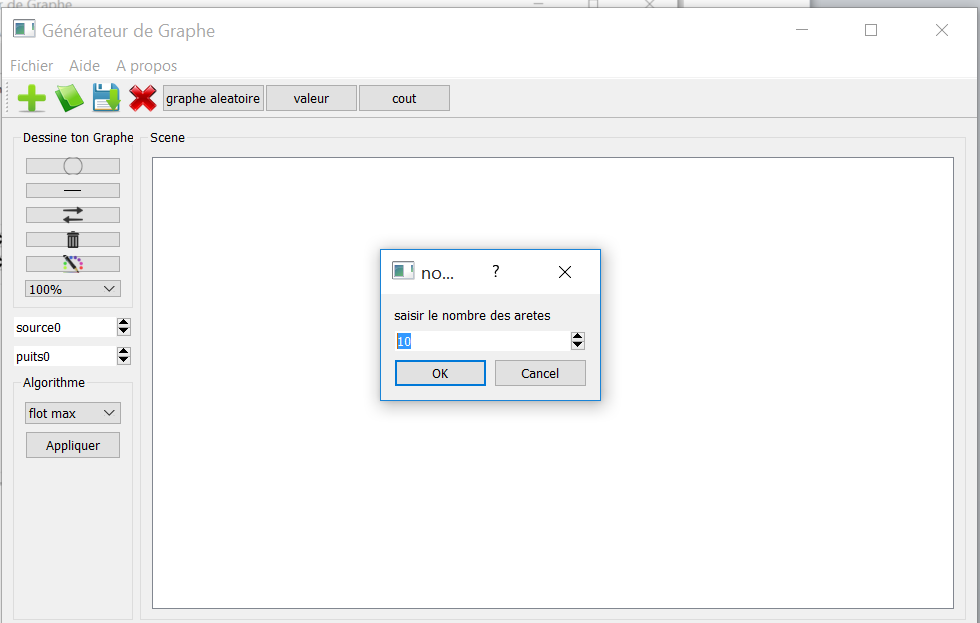 de Graphe
Générateur de Graphe
Fichier Aide A propos
graphe aleatoire valeur cout
Dessine ton Graphe
Scene
100%
source0
puits0
Algorithme
flot max
Appliquer
no... ?
saisir le nombre des aretes
10
OK Cancel